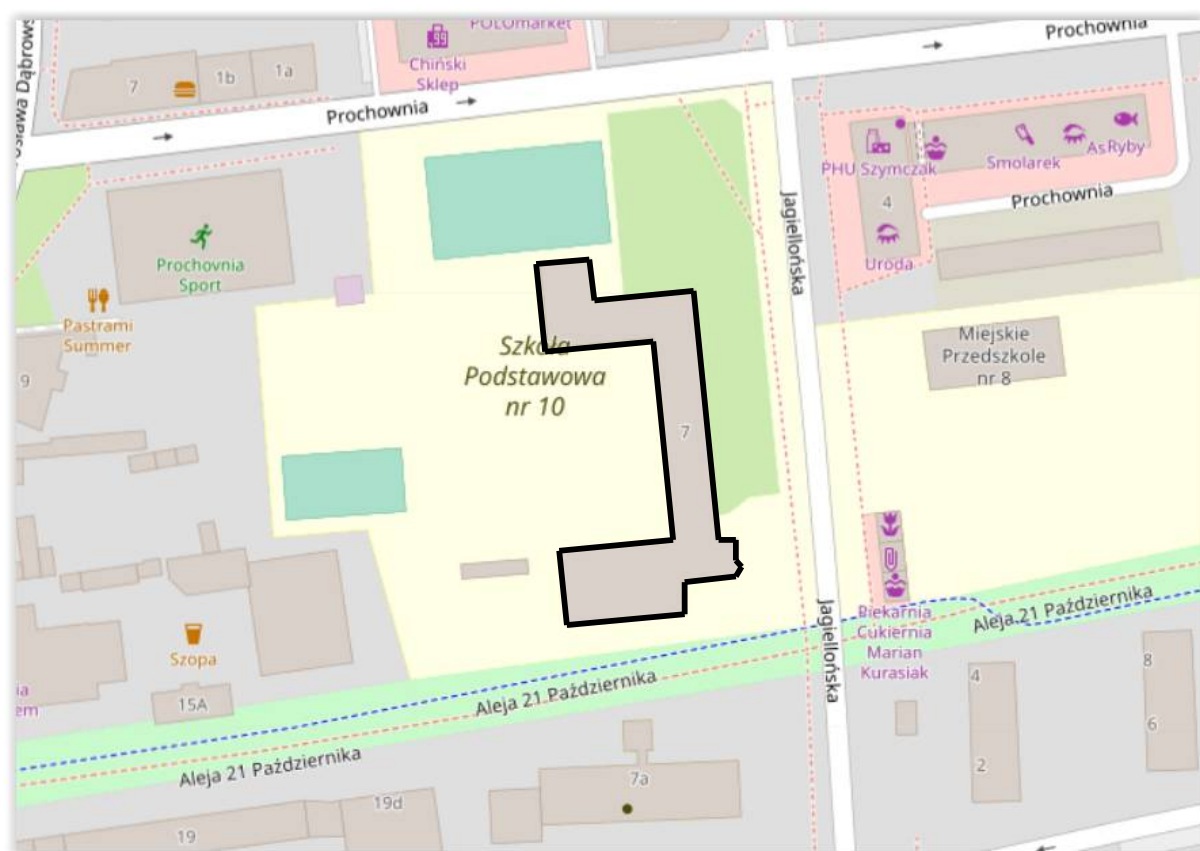 POLOmarket
Prochownia
Chiński
Sklep
7
1b
1a
Prochownia
PHU Szymczak
Smolarek
AsRyby
4
Prochownia
Uroda
Jagiellońska
Prochovnia
Sport
Pastrami
Summer
9
Szkoła
Podstawowa
nr 10
7
Miejskie
Przedszkole
nr 8
Piekarnia
Cukiernia
Marian
Kurasiak
Aleja 21 Października
Jagiellońska
Szopa
15A
Aleja 21 Października
Aleja 21 Października
4
8
6
2
7a
19d
19